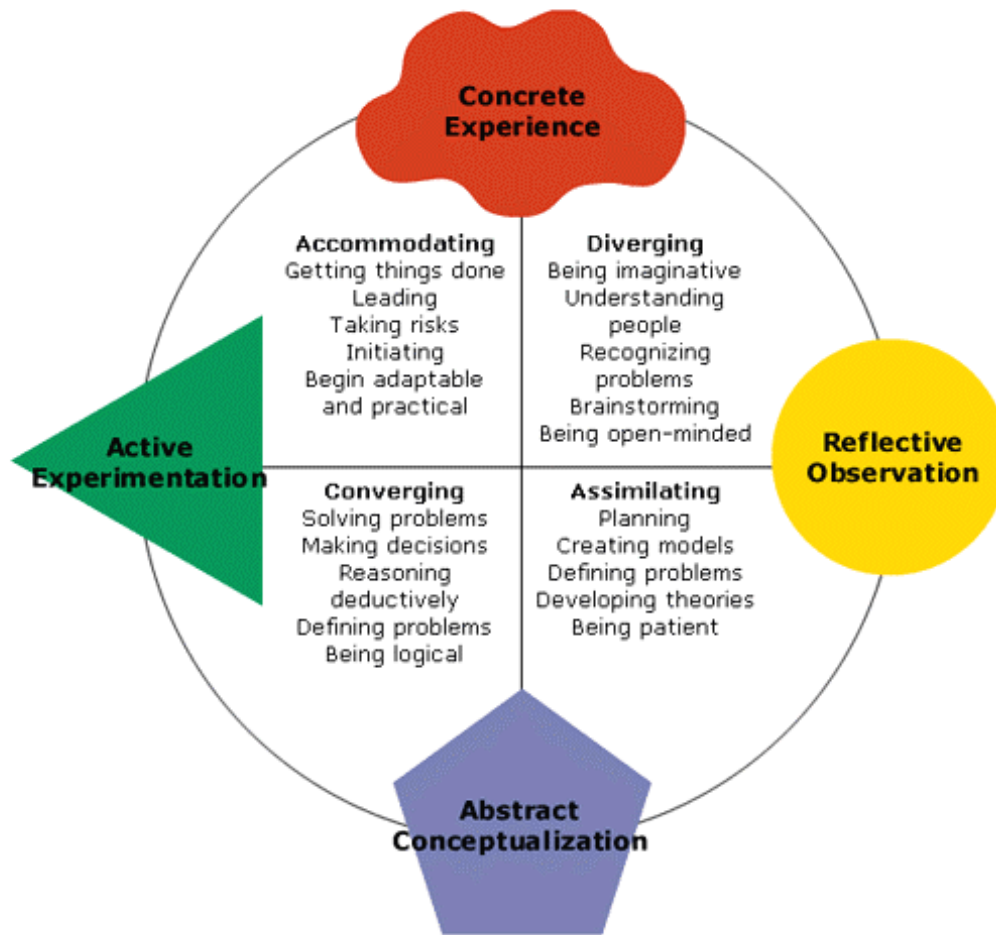 Concrete
Experience
Accommodating
Getting things done
Leading
Taking risks
Initiating
Begin adaptable
and practical
Diverging
Being imaginative
Understanding
people
Recognizing
problems
Brainstorming
Being open-minded
Active
Experimentation
Reflective
Observation
Converging
Solving problems
Making decisions
Reasoning
deductively
Defining problems
Being logical
Assimilating
Planning
Creating models
Defining problems
Developing theories
Being patient
Abstract
Conceptualization